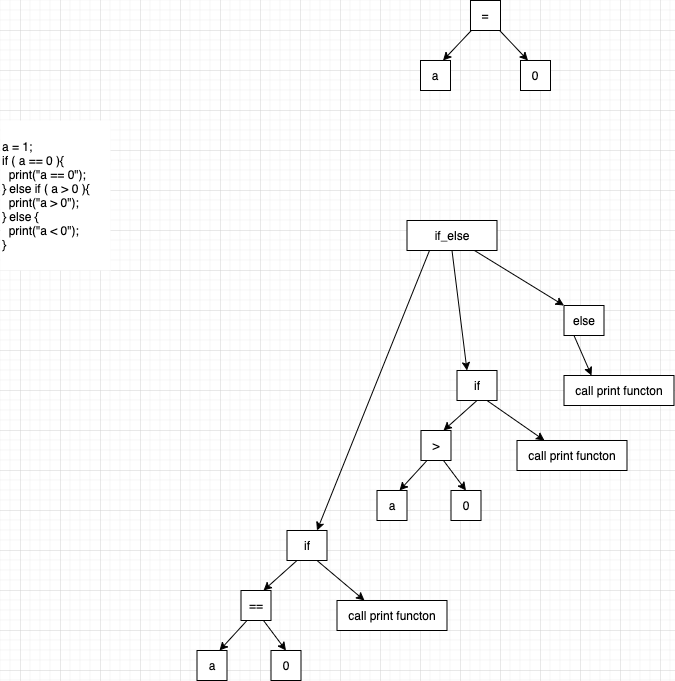 =
a
0
a = 1;
if ( a == 0 ){
print("a == 0");
} else if ( a > 0 ){
print("a > 0");
} else {
print("a < 0");
}
if_else
else
if
call print functon
>
call print functon
a
0
if
==
call print functon
a
0